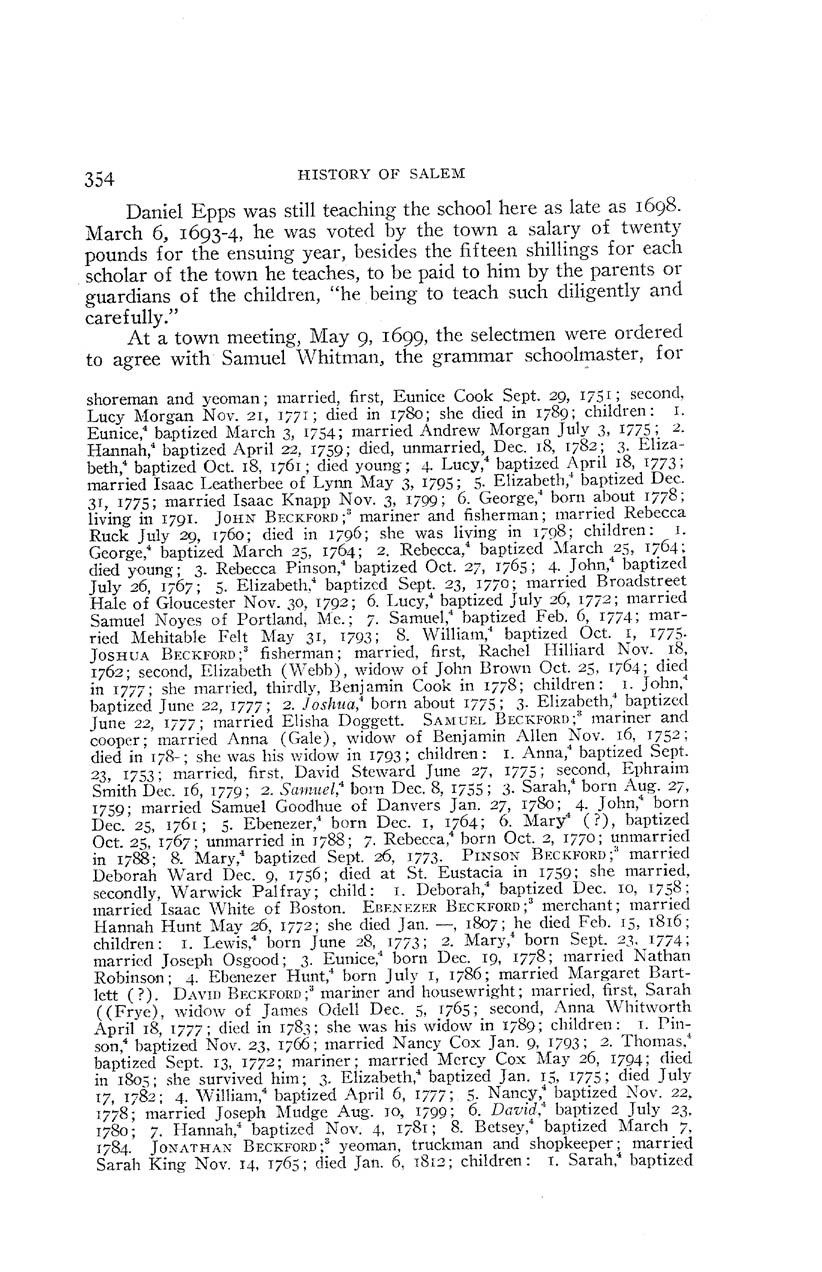 354 HISTORY OF SALEM
Daniel Epps was still teaching the school here as late as 1698.
March 6, 1693-4, he was voted by the town a salary of twenty
pounds for the ensuing year, besides the fifteen shillings for each
scholar of the town he teaches, to be paid to him by the parents or
guardians of the children, “he being to teach such diligently and
carefully.”
At a town meeting, May 9, 1699, the selectmen were ordered
to agree with Samuel Whitman, the grammar schoolmaster, for
shoreman and yeoman; married, first, Eunice Cook Sept. 29, 1751; second,
Lucy Morgan Nov. 21, 1771; died in 1780; she died in 1789; children: 1.
Eunice,⁴ baptized March 3, 1754; married Andrew Morgan July 3, 1775; 2.
Hannah,⁴ baptized April 22, 1759; died, unmarried, Dec. 18, 1782; 3. Eliza-
beth,⁴ baptized Oct. 18, 1761; died young; 4. Lucy,⁴ baptized April 18, 1773;
married Isaac Leatherbee of Lynn May 3, 1795; 5. Elizabeth,⁴ baptized Dec.
31, 1775; married Isaac Knapp Nov. 3, 1799; 6. George,⁴ born about 1778;
living in 1791. JOHN BECKFORD;³ mariner and fisherman; married Rebecca
Ruck July 29, 1760; died in 1796; she was living in 1798; children: 1.
George,⁴ baptized March 25, 1764; 2. Rebecca,⁴ baptized March 25, 1764;
died young; 3. Rebecca Pinson,⁴ baptized Oct. 27, 1765; 4. John,⁴ baptized
July 26, 1767; 5. Elizabeth,⁴ baptized Sept. 23, 1770; married Broadstreet
Hale of Gloucester Nov. 30, 1792; 6. Lucy,⁴ baptized July 26, 1772; married
Samuel Noyes of Portland, Me.; 7. Samuel,⁴ baptized Feb. 6, 1774; mar-
ried Mehitable Felt May 31, 1793; 8. William,⁴ baptized Oct. 1, 1775.
JOSHUA BECKFORD;³ fisherman; married, first, Rachel Hilliard Nov. 18,
1762; second, Elizabeth (Webb), widow of John Brown Oct. 25, 1764; died
in 1777; she married, thirdly, Benjamin Cook in 1778; children: 1. John,⁴
baptized June 22, 1777; 2. Joshua,⁴ born about 1775; 3. Elizabeth,⁴ baptized
June 22, 1777; married Elisha Doggett. SAMUEL BECKFORD;³ mariner and
cooper; married Anna (Gale), widow of Benjamin Allen Nov. 16, 1752;
died in 178-; she was his widow in 1793; children: 1. Anna,⁴ baptized Sept.
23, 1753; married, first, David Steward June 27, 1775; second, Ephraim
Smith Dec. 16, 1779; 2. Samuel,⁴ born Dec. 8, 1755; 3. Sarah,⁴ born Aug. 27,
1759; married Samuel Goodhue of Danvers Jan. 27, 1780; 4. John,⁴ born
Dec. 25, 1761; 5. Ebenezer,⁴ born Dec. 1, 1764; 6. Mary⁴ (?), baptized
Oct. 25, 1767; unmarried in 1788; 7. Rebecca,⁴ born Oct. 2, 1770; unmarried
in 1788; 8. Mary,⁴ baptized Sept. 26, 1773. PINSON BECKFORD;³ married
Deborah Ward Dec. 9, 1756; died at St. Eustacia in 1759; she married,
secondly, Warwick Palfray; child: 1. Deborah,⁴ baptized Dec. 10, 1758;
married Isaac White of Boston. EBENEZER BECKFORD;³ merchant; married
Hannah Hunt May 26, 1772; she died Jan. —, 1807; he died Feb. 15, 1816;
children: 1. Lewis,⁴ born June 28, 1773; 2. Mary,⁴ born Sept. 23, 1774;
married Joseph Osgood; 3. Eunice,⁴ born Dec. 19, 1778; married Nathan
Robinson; 4. Ebenezer Hunt,⁴ born July 1, 1786; married Margaret Bart-
lett (?). DAVID BECKFORD;³ mariner and housewright; married, first, Sarah
((Frye), widow of James Odell Dec. 5, 1765; second, Anna Whitworth
April 18, 1777; died in 1783; she was his widow in 1789; children: 1. Pin-
son,⁴ baptized Nov. 23, 1766; married Nancy Cox Jan. 9, 1793; 2. Thomas,⁴
baptized Sept. 13, 1772; mariner; married Mercy Cox May 26, 1794; died
in 1805; she survived him; 3. Elizabeth,⁴ baptized Jan. 15, 1775; died July
17, 1782; 4. William,⁴ baptized April 6, 1777; 5. Nancy,⁴ baptized Nov. 22,
1778; married Joseph Mudge Aug. 10, 1799; 6. David,⁴ baptized July 23,
1780; 7. Hannah,⁴ baptized Nov. 4, 1781; 8. Betsey,⁴ baptized March 7,
1784. JONATHAN BECKFORD;³ yeoman, truckman and shopkeeper; married
Sarah King Nov. 14, 1765; died Jan. 6, 1812; children: 1. Sarah,⁴ baptized